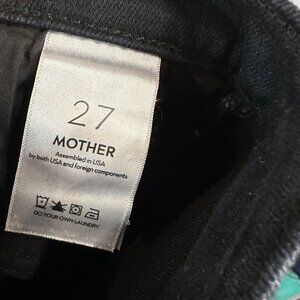 27
MOTHER
Assembled in USA
by both USA and foreign components
DO YOUR OWN LAUNDRY